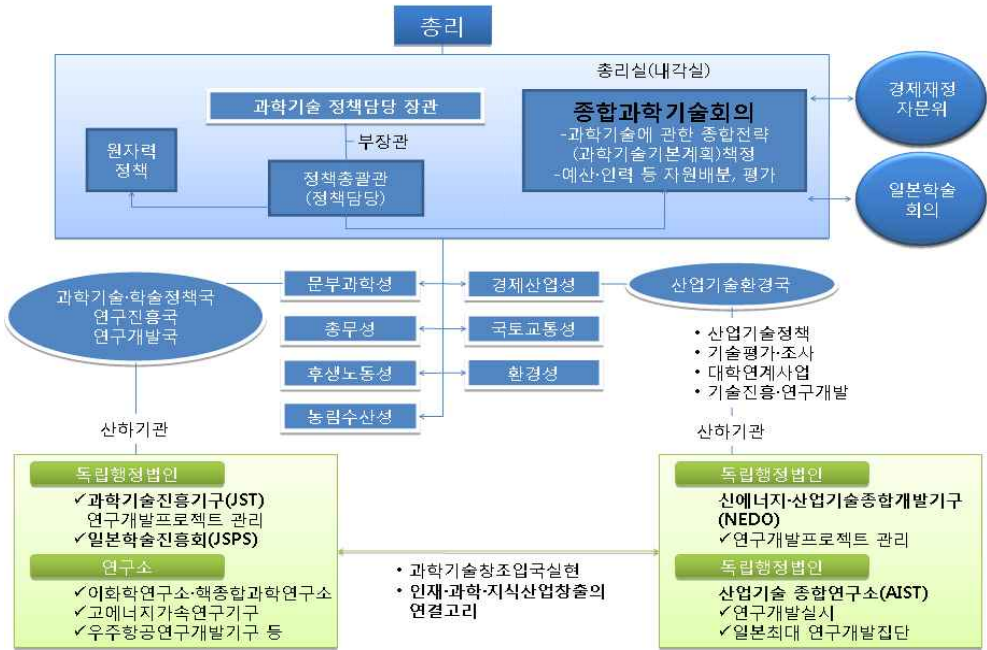 총리
총리실(내각실)
과학기술 정책담당 장관
부장관
원자력
정책
정책총괄관
(정책담당)
종합과학기술회의
-과학기술에 관한 종합전략
(과학기술기본계획)책정
-예산·인력 등 자원배분, 평가
경제재정
자문위
일본학술
회의
과학기술·학술정책국
연구진흥국
연구개발국
문부과학성
경제산업성
총무성
국토교통성
후생노동성
환경성
농림수산성
산업기술환경국
• 산업기술정책
• 기술평가·조사
• 대학연계사업
• 기술진흥·연구개발
산하기관
산하기관
독립행정법인
✓과학기술진흥기구(JST)
연구개발프로젝트 관리
✓일본학술진흥회(JSPS)
연구소
✓이화학연구소·핵종합과학연구소
✓고에너지가속연구기구
✓우주항공연구개발기구 등
• 과학기술창조입국실현
• 인재·과학·지식산업창출의
연결고리
독립행정법인
신에너지·산업기술종합개발기구
(NEDO)
✓연구개발프로젝트 관리
독립행정법인
산업기술 종합연구소(AIST)
✓연구개발실시
✓일본최대 연구개발집단